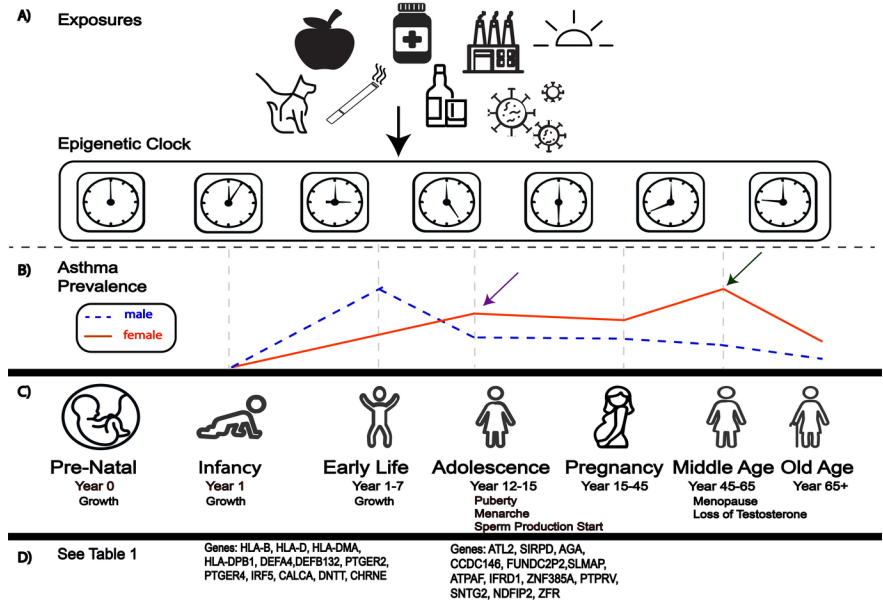 A)
Exposures
Epigenetic Clock
B)
Asthma
Prevalence
male
female
C)
Pre-Natal
Year 0
Growth
Infancy
Year 1
Growth
Early Life
Year 1-7
Growth
Adolescence
Year 12-15
Puberty
Menarche
Sperm Production Start
Pregnancy
Year 15-45
Middle Age
Year 45-65
Menopause
Loss of Testosterone
Old Age
Year 65+
D)
See Table 1
Genes: HLA-B, HLA-D, HLA-DMA,
HLA-DPB1, DEFA4,DEFB132, PTGER2,
PTGER4, IRF5, CALCA, DNTT, CHRNE
Genes: ATL2, SIRPD, AGA,
CCDC146, FUNDC2P2,SLMAP,
ATPAF, IFRD1, ZNF385A, PTPRV,
SNTG2, NDFIP2, ZFR